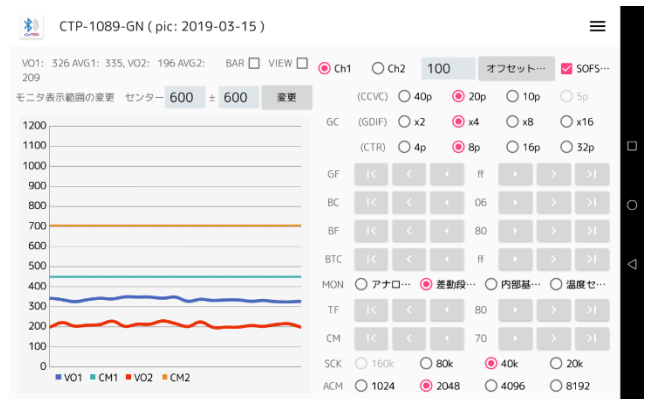 CTP-1089-GN ( pic: 2019-03-15 )
VO1: 326 AVG1: 335, VO2: 196 AVG2: 209
BAR VIEW
モニタ表示範囲の変更 センター 600 ± 600 変更
1200
1100
1000
900
800
700
600
500
400
300
200
100
0
VO1 CM1 VO2 CM2
Ch1 Ch2 100 オフセット… SOFS…
(CCVC) 40p 20p 10p 5p
GC (GDIF) x2 x4 x8 x16
(CTR) 4p 8p 16p 32p
GF ff
BC 06
BF 80
BTC ff
MON アナロ… 差動段… 内部基… 温度セ…
TF 80
CM 70
SCK 160k 80k 40k 20k
ACM 1024 2048 4096 8192